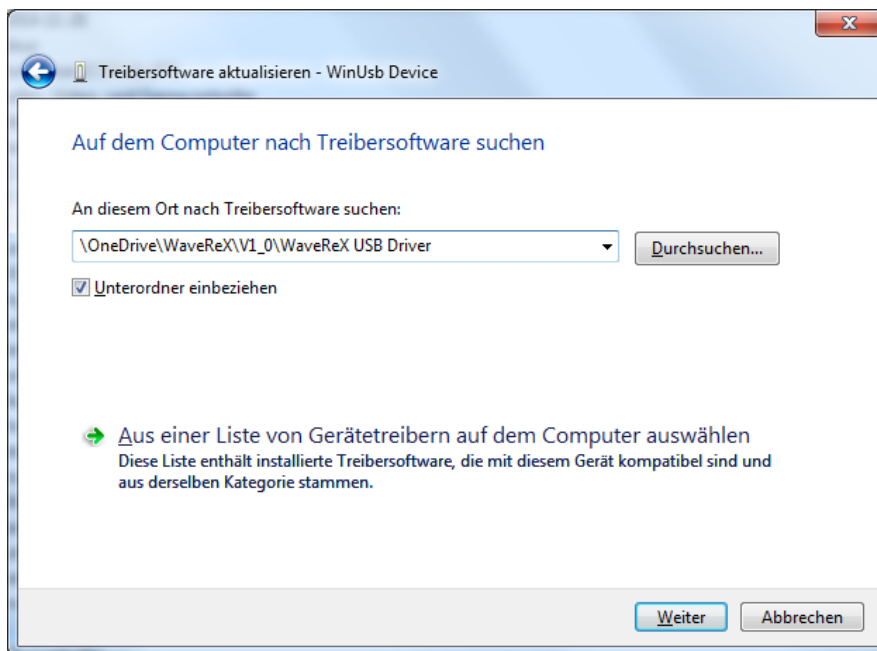 Treibersoftware aktualisieren - WinUsb Device
Auf dem Computer nach Treibersoftware suchen
An diesem Ort nach Treibersoftware suchen:
\OneDrive\WaveReX\V1_0\WaveReX USB Driver
Durchsuchen...
Unterordner einbeziehen
Aus einer Liste von Gerätetreibern auf dem Computer auswählen
Diese Liste enthält installierte Treibersoftware, die mit diesem Gerät kompatibel sind und
aus derselben Kategorie stammen.
Weiter
Abbrechen